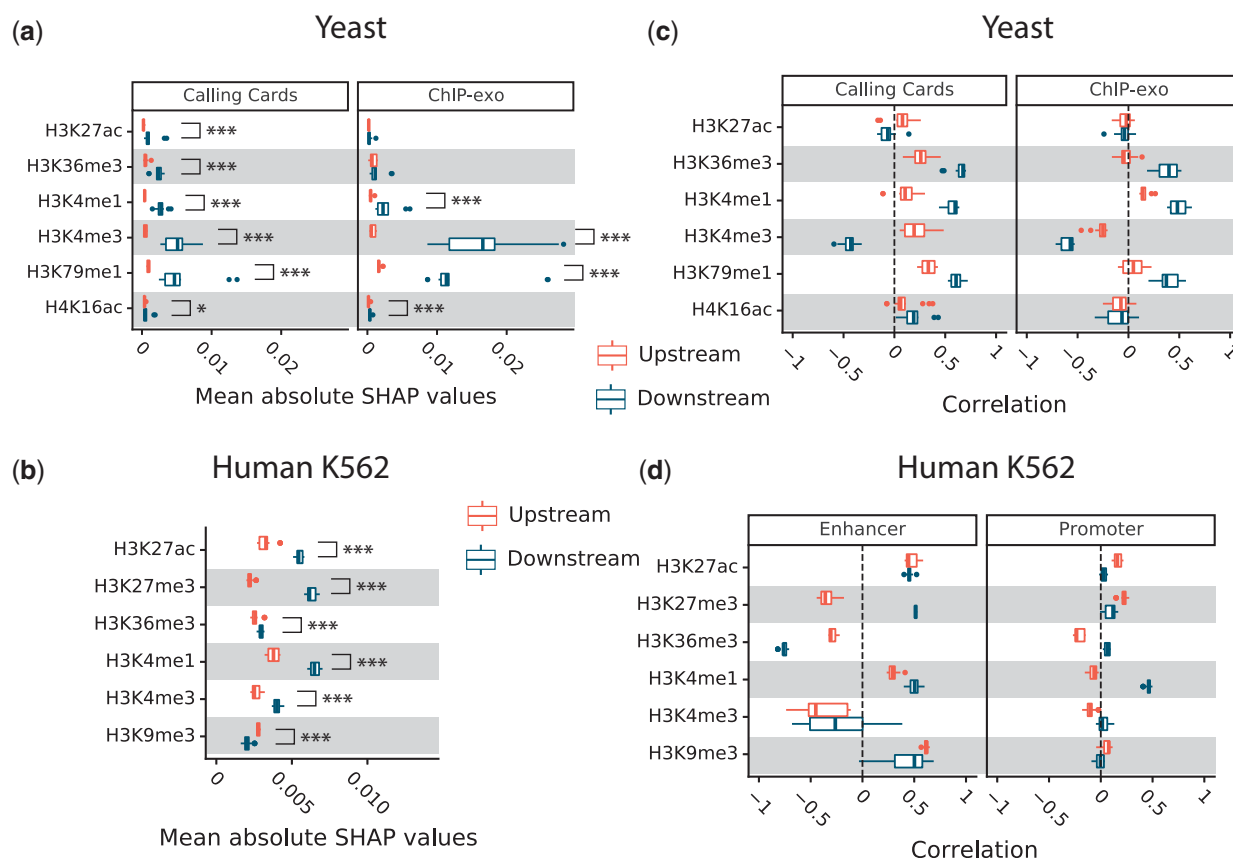 (a) Yeast
Calling Cards ChIP-exo
H3K27ac ***
H3K36me3 ***
H3K4me1 *** ***
H3K4me3 *** ***
H3K79me1 *** ***
H4K16ac * ***
0 0.01 0.02 0 0.01 0.02
Mean absolute SHAP values
Upstream
Downstream
(c) Yeast
Calling Cards ChIP-exo
H3K27ac
H3K36me3
H3K4me1
H3K4me3
H3K79me1
H4K16ac
−1 −0.5 0 0.5 1 −1 −0.5 0 0.5 1
Correlation
(b) Human K562
Upstream
Downstream
H3K27ac ***
H3K27me3 ***
H3K36me3 ***
H3K4me1 ***
H3K4me3 ***
H3K9me3 ***
0 0.005 0.010
Mean absolute SHAP values
(d) Human K562
Enhancer Promoter
H3K27ac
H3K27me3
H3K36me3
H3K4me1
H3K4me3
H3K9me3
−1 −0.5 0 0.5 1 −1 −0.5 0 0.5 1
Correlation